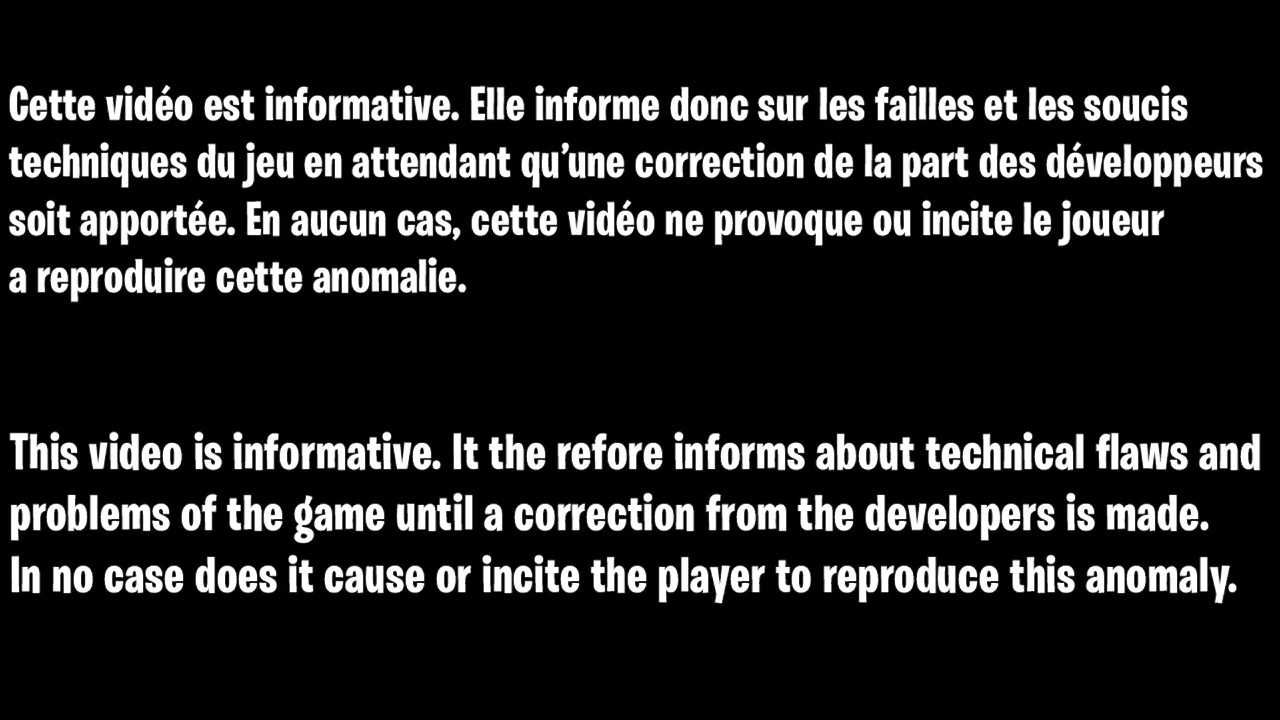 Cette vidéo est informative. Elle informe donc sur les failles et les soucis
techniques du jeu en attendant qu’une correction de la part des développeurs
soit apportée. En aucun cas, cette vidéo ne provoque ou incite le joueur
a reproduire cette anomalie.
This video is informative. It the refore informs about technical flaws and
problems of the game until a correction from the developers is made.
In no case does it cause or incite the player to reproduce this anomaly.